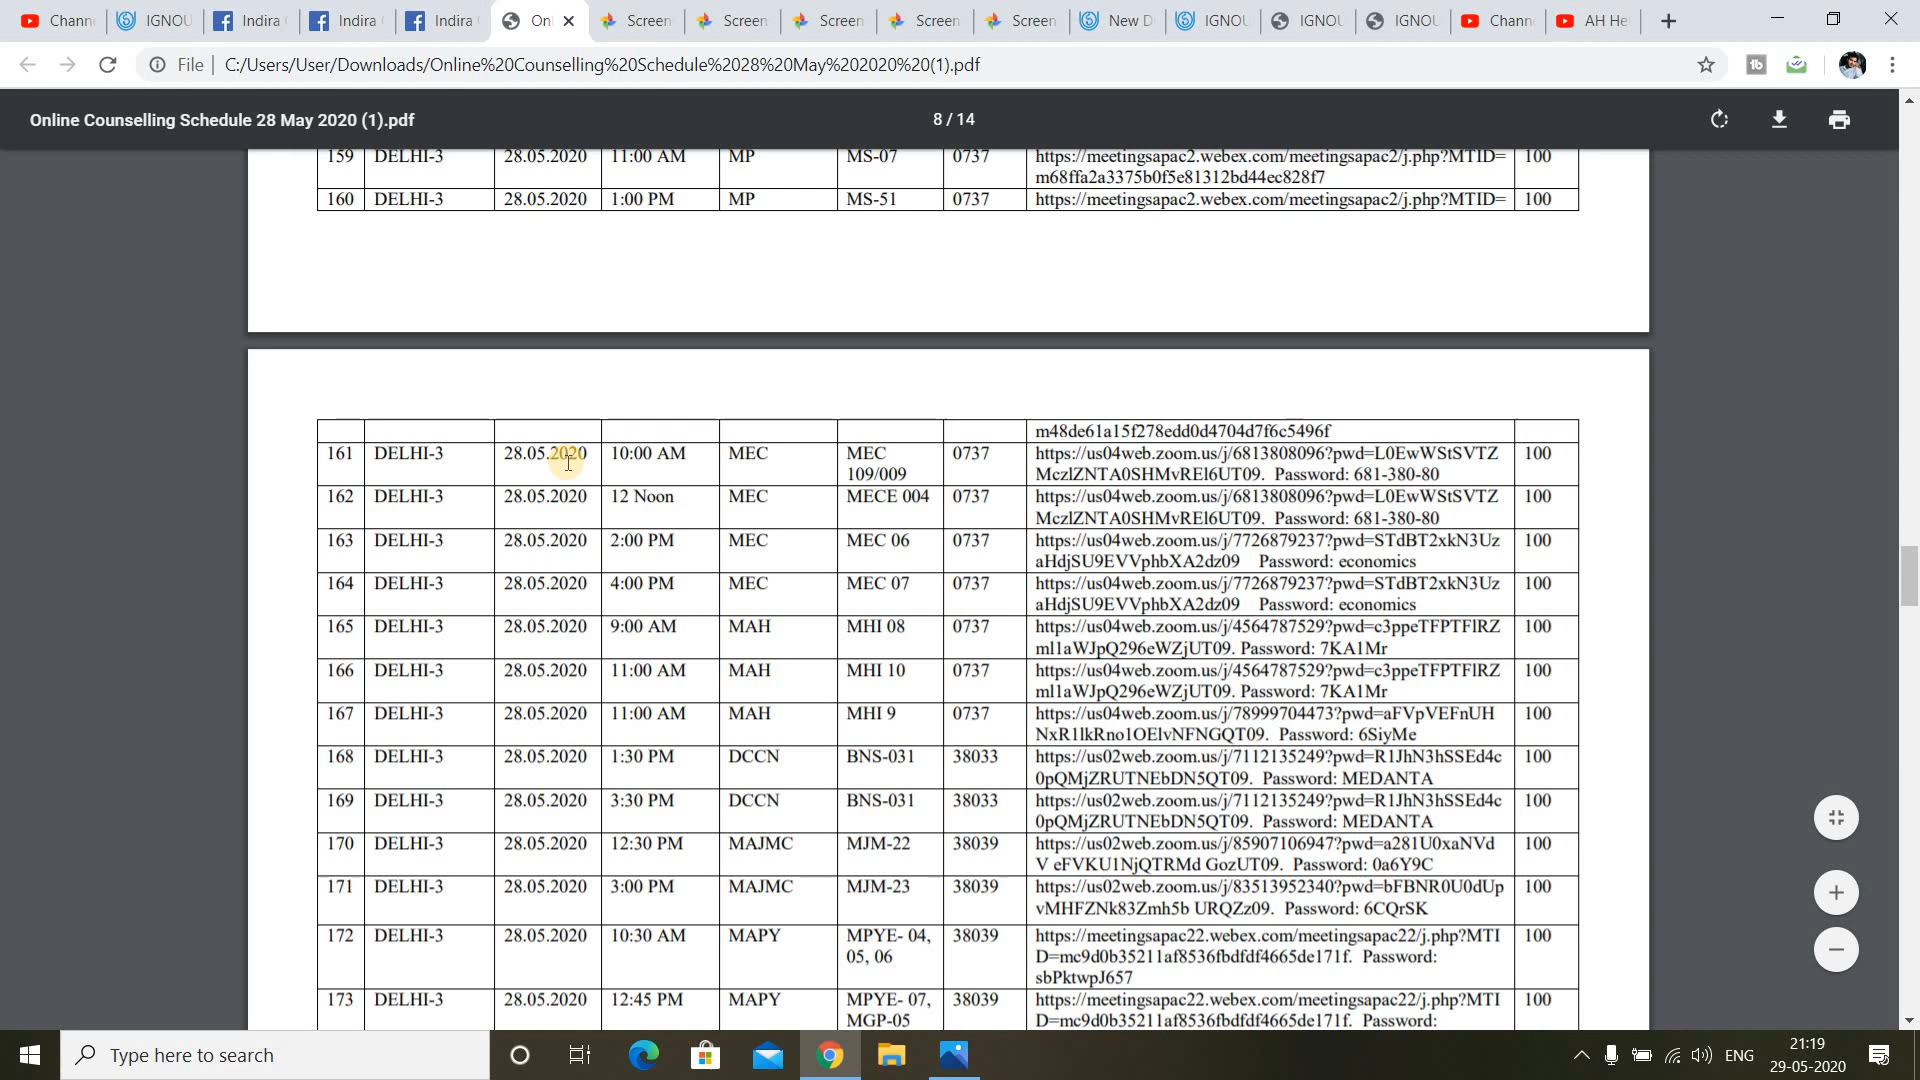 Chann IGNOU Indira Indira Indira Onl Screen Screen Screen Screen Screen New D IGNOU IGNOU IGNOU Chann AH He
File C:/Users/User/Downloads/Online%20Counselling%20Schedule%2028%20May%202020%20(1).pdf
Online Counselling Schedule 28 May 2020 (1).pdf 8 / 14
159 DELHI-3 28.05.2020 11:00 AM MP MS-07 0737 https://meetingsapac2.webex.com/meetingsapac2/j.php?MTID= 100
m68ffa2a3375b0f5e81312bd44ec828f7
160 DELHI-3 28.05.2020 1:00 PM MP MS-51 0737 https://meetingsapac2.webex.com/meetingsapac2/j.php?MTID= 100
m48de61a15f278edd0d4704d7f6c5496f
161 DELHI-3 28.05.2020 10:00 AM MEC MEC 0737 https://us04web.zoom.us/j/6813808096?pwd=L0EwWStSVTZ 100
109/009 MczlZNTA0SHMvREl6UT09. Password: 681-380-80
162 DELHI-3 28.05.2020 12 Noon MEC MECE 004 0737 https://us04web.zoom.us/j/6813808096?pwd=L0EwWStSVTZ 100
MczlZNTA0SHMvREl6UT09. Password: 681-380-80
163 DELHI-3 28.05.2020 2:00 PM MEC MEC 06 0737 https://us04web.zoom.us/j/7726879237?pwd=STdBT2xkN3Uz 100
aHdjSU9EVVphbXA2dz09 Password: economics
164 DELHI-3 28.05.2020 4:00 PM MEC MEC 07 0737 https://us04web.zoom.us/j/7726879237?pwd=STdBT2xkN3Uz 100
aHdjSU9EVVphbXA2dz09 Password: economics
165 DELHI-3 28.05.2020 9:00 AM MAH MHI 08 0737 https://us04web.zoom.us/j/4564787529?pwd=c3ppeTFPTFlRZ 100
ml1aWJpQ296eWZjUT09. Password: 7KA1Mr
166 DELHI-3 28.05.2020 11:00 AM MAH MHI 10 0737 https://us04web.zoom.us/j/4564787529?pwd=c3ppeTFPTFlRZ 100
ml1aWJpQ296eWZjUT09. Password: 7KA1Mr
167 DELHI-3 28.05.2020 11:00 AM MAH MHI 9 0737 https://us04web.zoom.us/j/78999704473?pwd=aFVpVEFnUH 100
NxR1lkRno1OElvNFNGQT09. Password: 6SiyMe
168 DELHI-3 28.05.2020 1:30 PM DCCN BNS-031 38033 https://us02web.zoom.us/j/7112135249?pwd=R1JhN3hSSEd4c 100
0pQMjZRUTNEbDN5QT09. Password: MEDANTA
169 DELHI-3 28.05.2020 3:30 PM DCCN BNS-031 38033 https://us02web.zoom.us/j/7112135249?pwd=R1JhN3hSSEd4c 100
0pQMjZRUTNEbDN5QT09. Password: MEDANTA
170 DELHI-3 28.05.2020 12:30 PM MAJMC MJM-22 38039 https://us02web.zoom.us/j/85907106947?pwd=a281U0xaNVd 100
V eFVKU1NjQTRMd GozUT09. Password: 0a6Y9C
171 DELHI-3 28.05.2020 3:00 PM MAJMC MJM-23 38039 https://us02web.zoom.us/j/83513952340?pwd=bFBNR0U0dUp 100
vMHFZNk83Zmh5b URQZz09. Password: 6CQrSK
172 DELHI-3 28.05.2020 10:30 AM MAPY MPYE- 04, 38039 https://meetingsapac22.webex.com/meetingsapac22/j.php?MTI 100
05, 06 D=mc9d0b35211af8536fbdfdf4665de171f. Password:
sbPktwpJ657
173 DELHI-3 28.05.2020 12:45 PM MAPY MPYE- 07, 38039 https://meetingsapac22.webex.com/meetingsapac22/j.php?MTI 100
MGP-05 D=mc9d0b35211af8536fbdfdf4665de171f. Password:
Type here to search ENG 21:19
29-05-2020